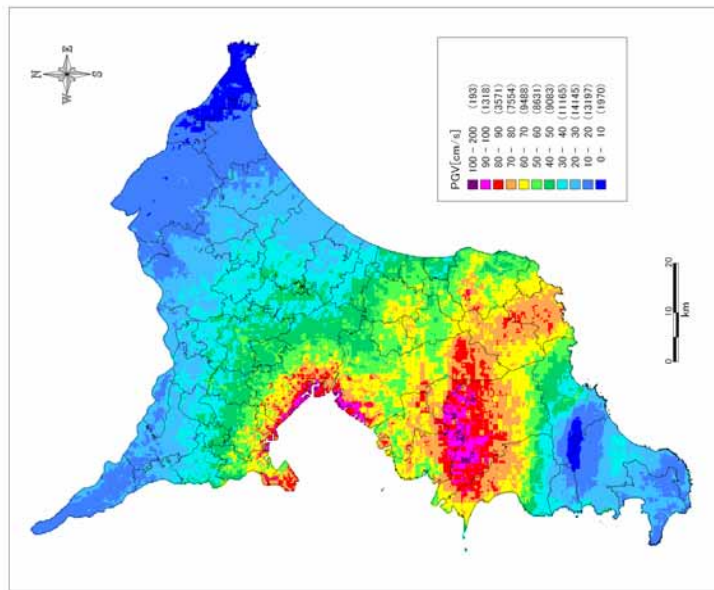 N
E
W
S
PGV[cm/s]
100 - 200 (193)
90 - 100 (1318)
80 - 90 (3571)
70 - 80 (7554)
60 - 70 (9488)
50 - 60 (8631)
40 - 50 (9083)
30 - 40 (11165)
20 - 30 (14145)
10 - 20 (13197)
0 - 10 (1970)
0 10 20
km